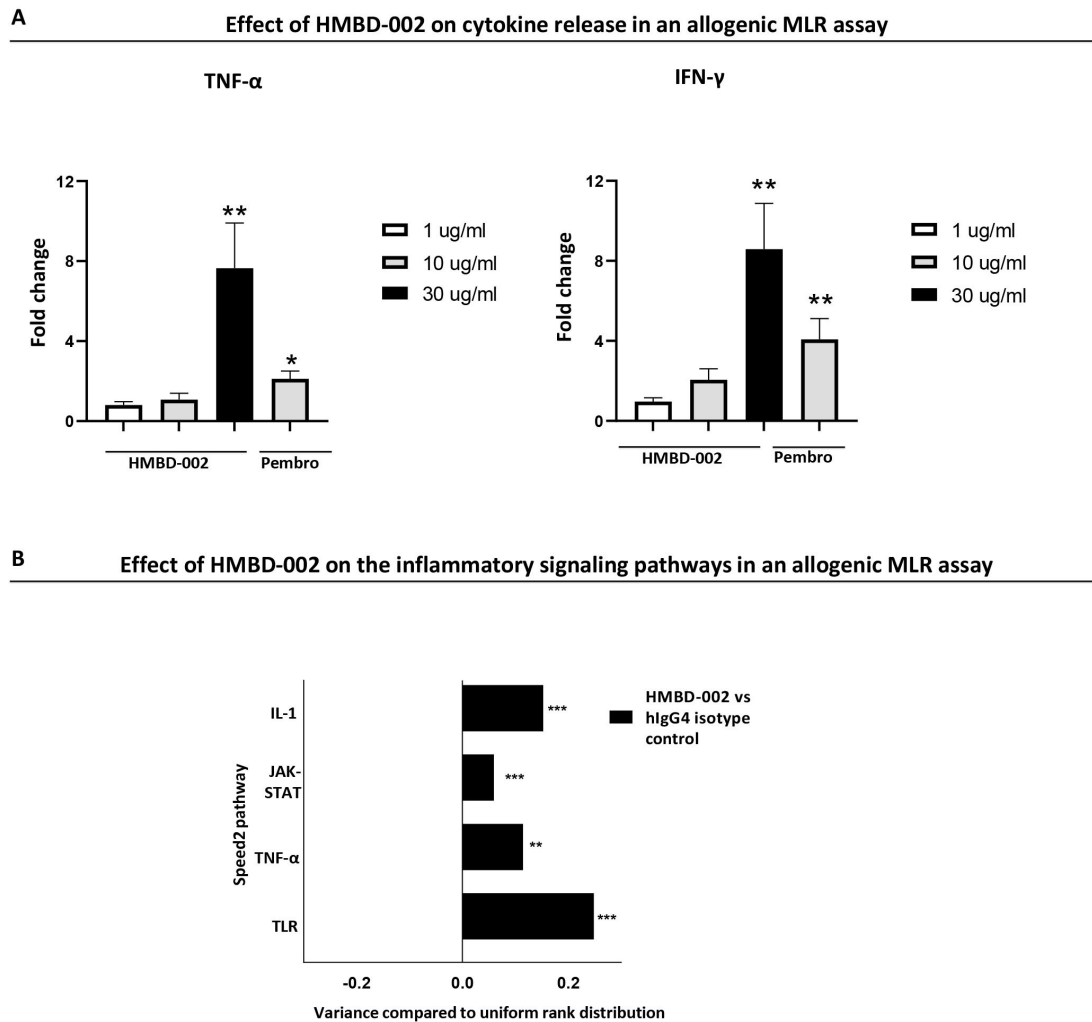 A
Effect of HMBD-002 on cytokine release in an allogenic MLR assay
TNF-α
12
8
4
0
Fold change
**
*
HMBD-002
Pembro
1 ug/ml
10 ug/ml
30 ug/ml
IFN-γ
12
8
4
0
Fold change
**
**
HMBD-002
Pembro
1 ug/ml
10 ug/ml
30 ug/ml
B
Effect of HMBD-002 on the inflammatory signaling pathways in an allogenic MLR assay
Speed2 pathway
IL-1
***
JAK-
STAT
***
TNF-α
**
TLR
***
HMBD-002 vs
hIgG4 isotype
control
-0.2
0.0
0.2
Variance compared to uniform rank distribution